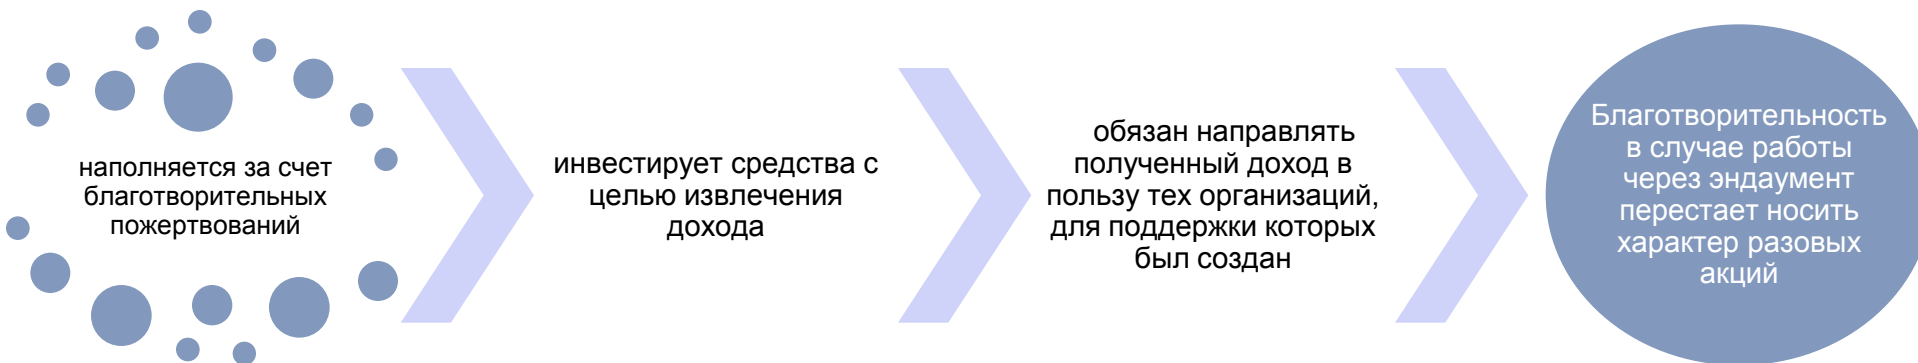 наполняется за счет
благотворительных
пожертвований
инвестирует средства с
целью извлечения
дохода
обязан направлять
полученный доход в
пользу тех организаций,
для поддержки которых
был создан
Благотворительность
в случае работы
через эндаумент
перестает носить
характер разовых
акций